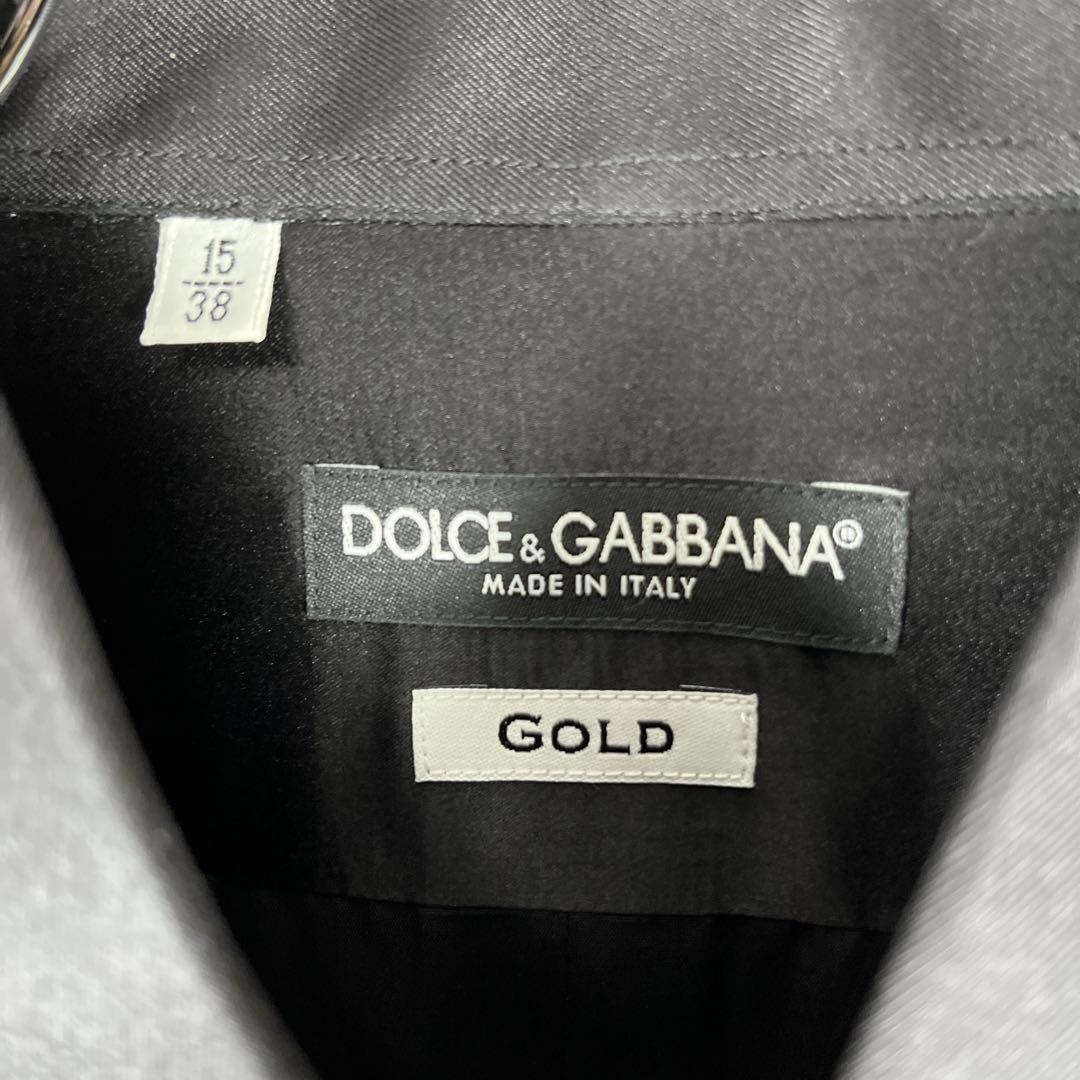 15
38
DOLCE & GABBANA®
MADE IN ITALY
GOLD